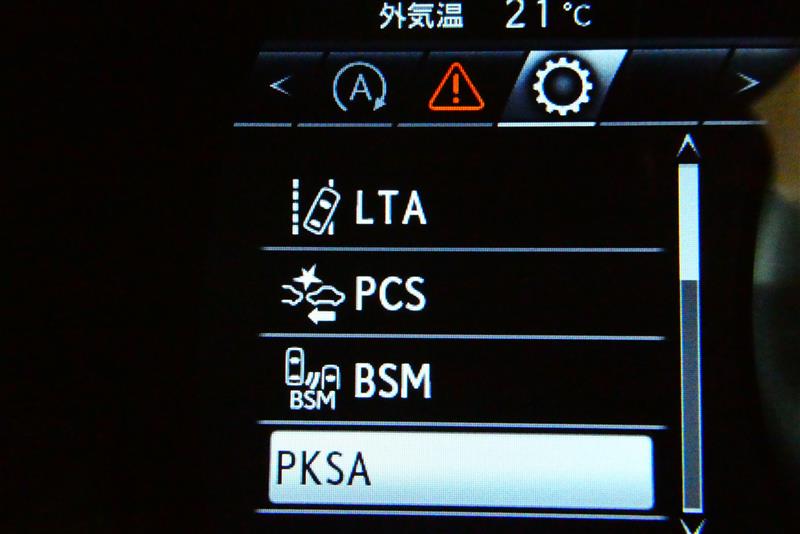 外気温 21℃
A
LTA
PCS
BSM BSM
PKSA